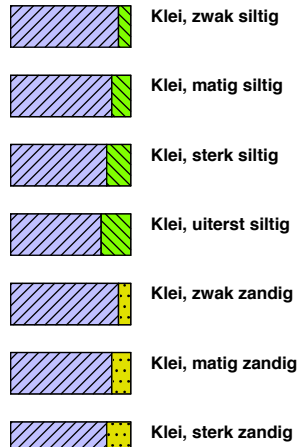 Klei, zwak siltig
Klei, matig siltig
Klei, sterk siltig
Klei, uiterst siltig
Klei, zwak zandig
Klei, matig zandig
Klei, sterk zandig